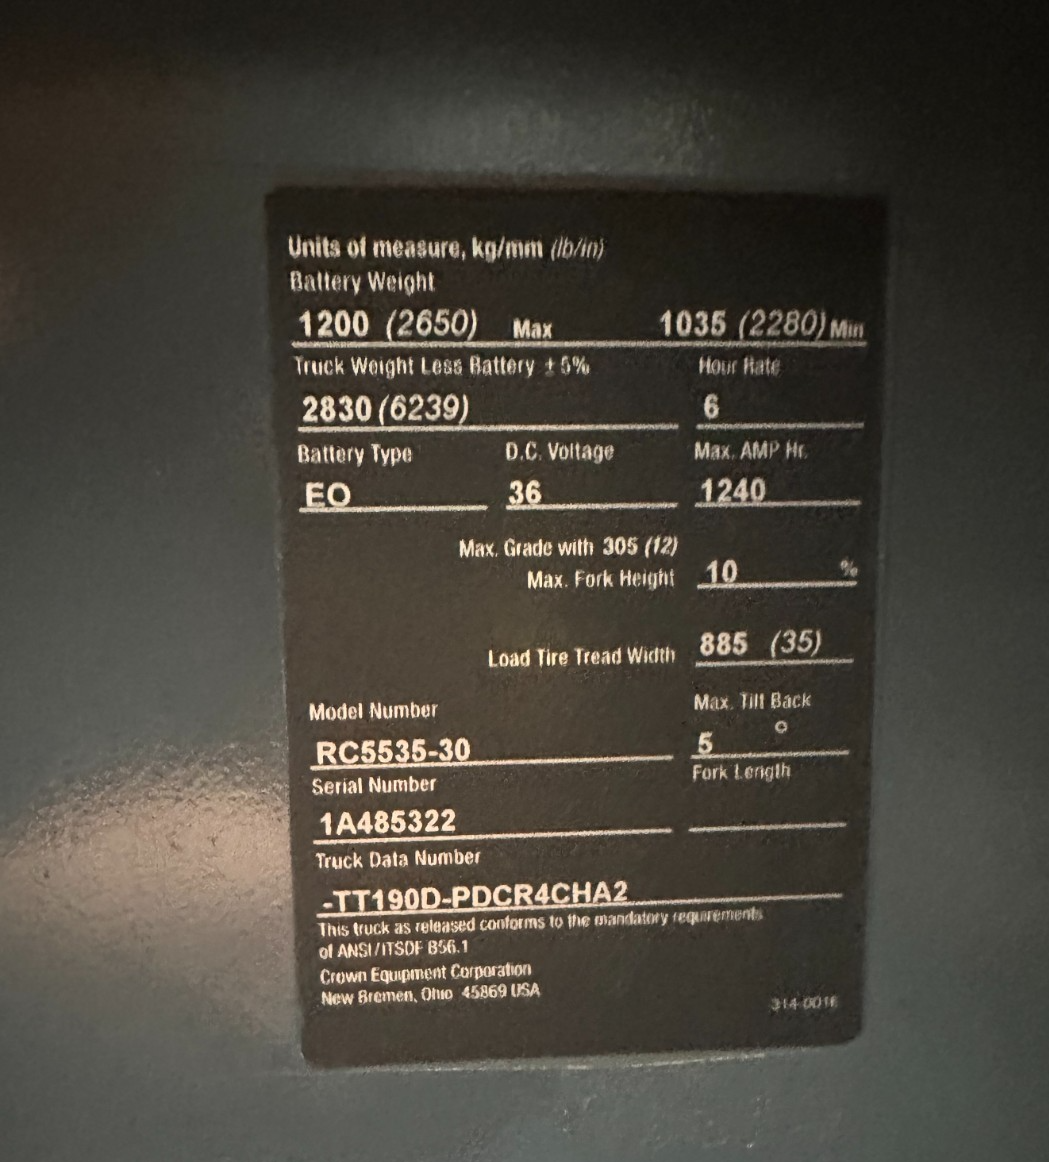 Units of measure, kg/mm (lb/in)
Battery Weight
1200 (2650) Max 1035 (2280) Min
Truck Weight Less Battery ± 5% Hour Rate
2830 (6239) 6
Battery Type D.C. Voltage Max. AMP Hr.
EO 36 1240
Max. Grade with 305 (12)
Max. Fork Height 10 %
Load Tire Tread Width 885 (35)
Model Number Max. Tilt Back
RC5535-30 5 °
Serial Number Fork Length
1A485322
Truck Data Number
-TT190D-PDCR4CHA2
This truck as released conforms to the mandatory requirements
of ANSI/ITSDF B56.1
Crown Equipment Corporation
New Bremen, Ohio 45869 USA